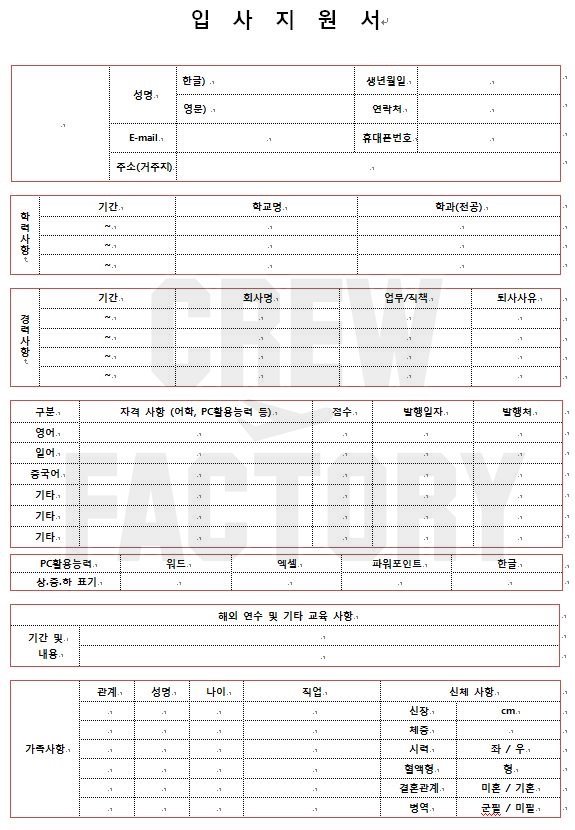 입 사 지 원 서
성명 한글) 생년월일
영문) 연락처
E-mail 휴대폰번호
주소(거주지)
학력사항 기간 학교명 학과(전공)
~
~
~
경력사항 기간 회사명 업무/직책 퇴사사유
~
~
~
~
CREW
구분 자격 사항 (어학, PC활용능력 등) 점수 발행일자 발행처
영어
일어
중국어
기타
기타
기타
FACTORY
PC활용능력 워드 엑셀 파워포인트 한글
상.중.하 표기
해외 연수 및 기타 교육 사항
기간 및
내용
가족사항 관계 성명 나이 직업 신체 사항
신장 cm
체중
시력 좌 / 우
혈액형 형
결혼관계 미혼 / 기혼
병역 군필 / 미필